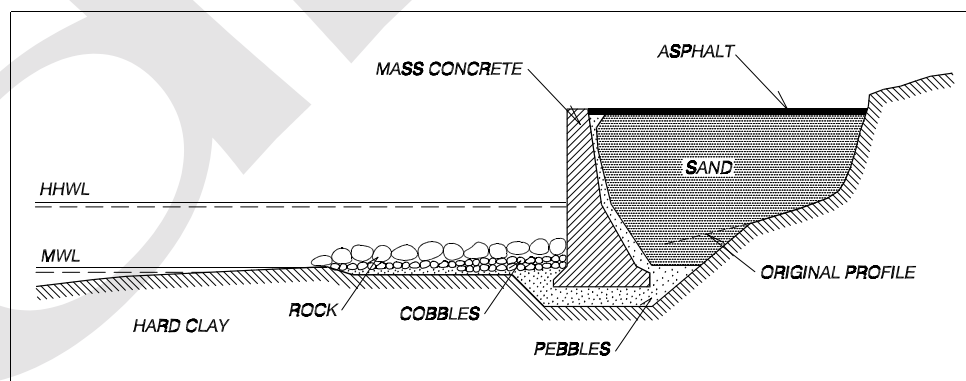 ASPHALT
MASS CONCRETE
SAND
HHWL
MWL
ORIGINAL PROFILE
ROCK
COBBLES
HARD CLAY
PEBBLES